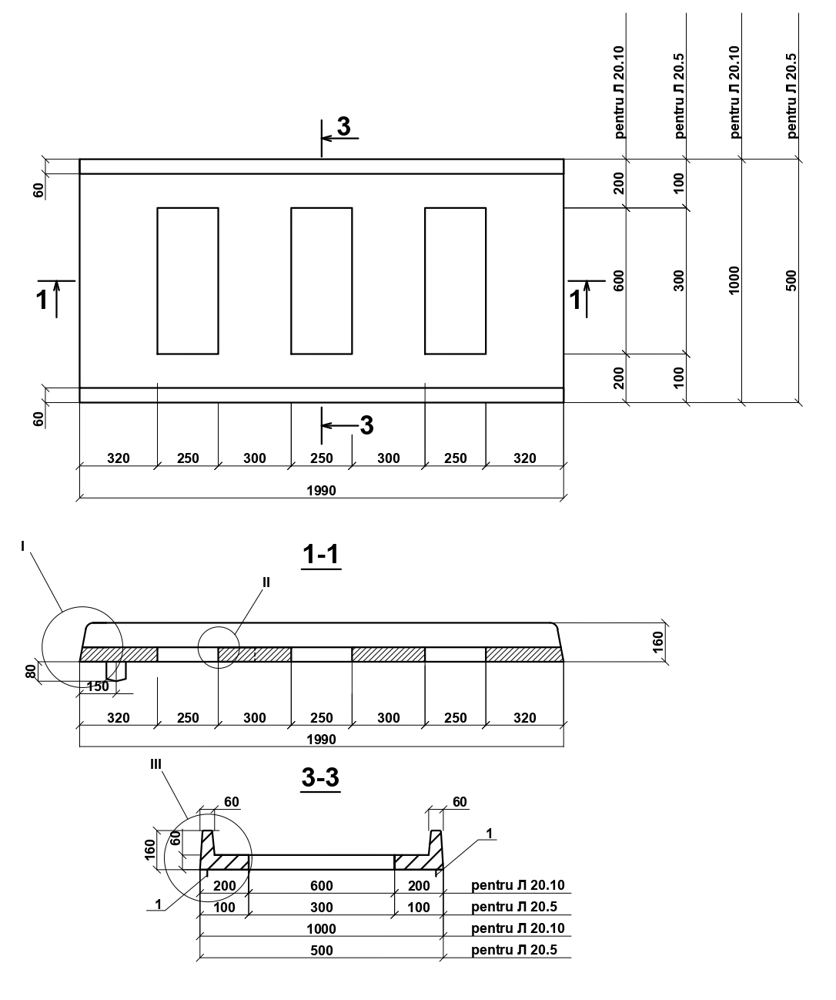 pentru Л 20.10
pentru Л 20.5
pentru Л 20.10
pentru Л 20.5
3
60
200
100
1
1
600
300
1000
500
60
200
100
3
320 250 300 250 300 250 320
1990
I
1-1
II
160
80
150
320 250 300 250 300 250 320
1990
III
3-3
60
60
160
60
1
1
200 600 200 pentru Л 20.10
100 300 100 pentru Л 20.5
1000 pentru Л 20.10
500 pentru Л 20.5